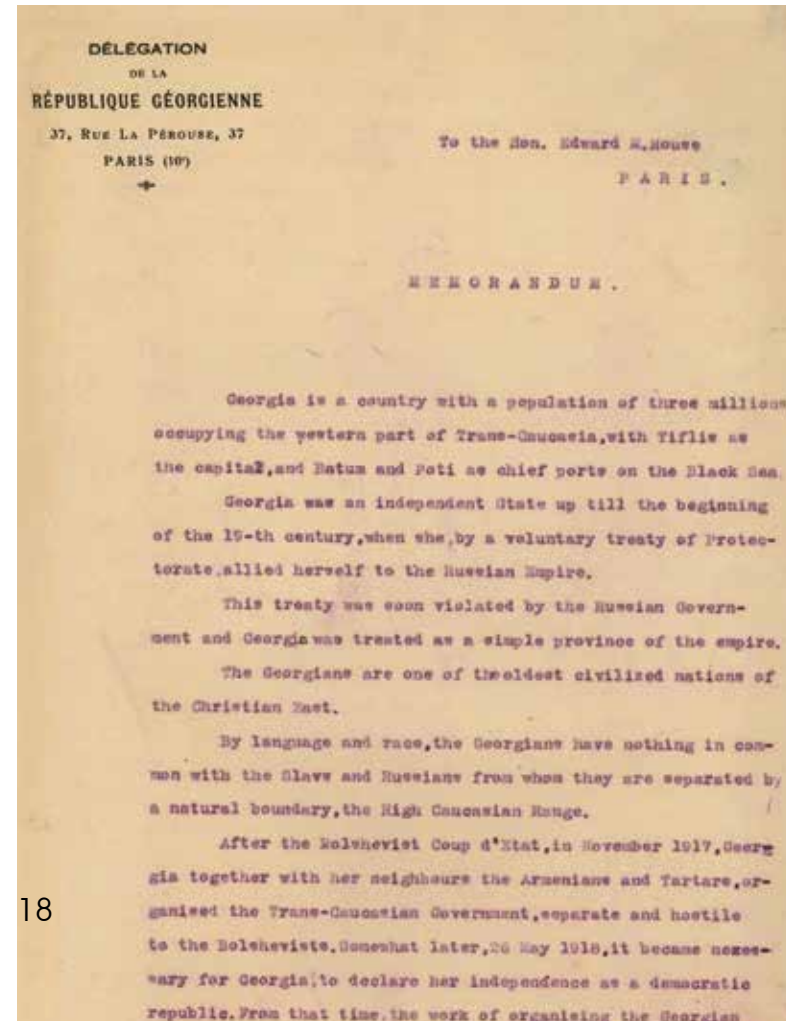 DÉLÉGATION
DE LA
RÉPUBLIQUE GÉORGIENNE
37, RUE LA PÉROUSE, 37
PARIS (16e)
To the Hon. Edward M.House
PARIS.
MEMORANDUM.
Georgia is a country with a population of three millions
occupying the western part of Trans-Caucasia,with Tiflis as
the capital,and Batum and Poti as chief ports on the Black Sea.
Georgia was an independent State up till the beginning
of the 19-th century,when she,by a voluntary treaty of Protec-
torate,allied herself to the Russian Empire.
This treaty was soon violated by the Russian Govern-
ment and Georgia was treated as a simple province of the empire.
The Georgians are one of the oldest civilized nations of
the Christian East.
By language and race,the Georgians have nothing in com-
mon with the Slavs and Russians from whom they are separated by
a natural boundary,the High Caucasian Range.
After the Bolshevist Coup d'Etat,in November 1917,Geor
gia together with her neighbours the Armenians and Tartars,or-
18
ganised the Trans-Caucasian Government,separate and hostile
to the Bolshevists.Somewhat later,26 May 1918,it became neces-
sary for Georgia,to declare her independence as a democratic
republic.From that time,the work of organising the Georgian